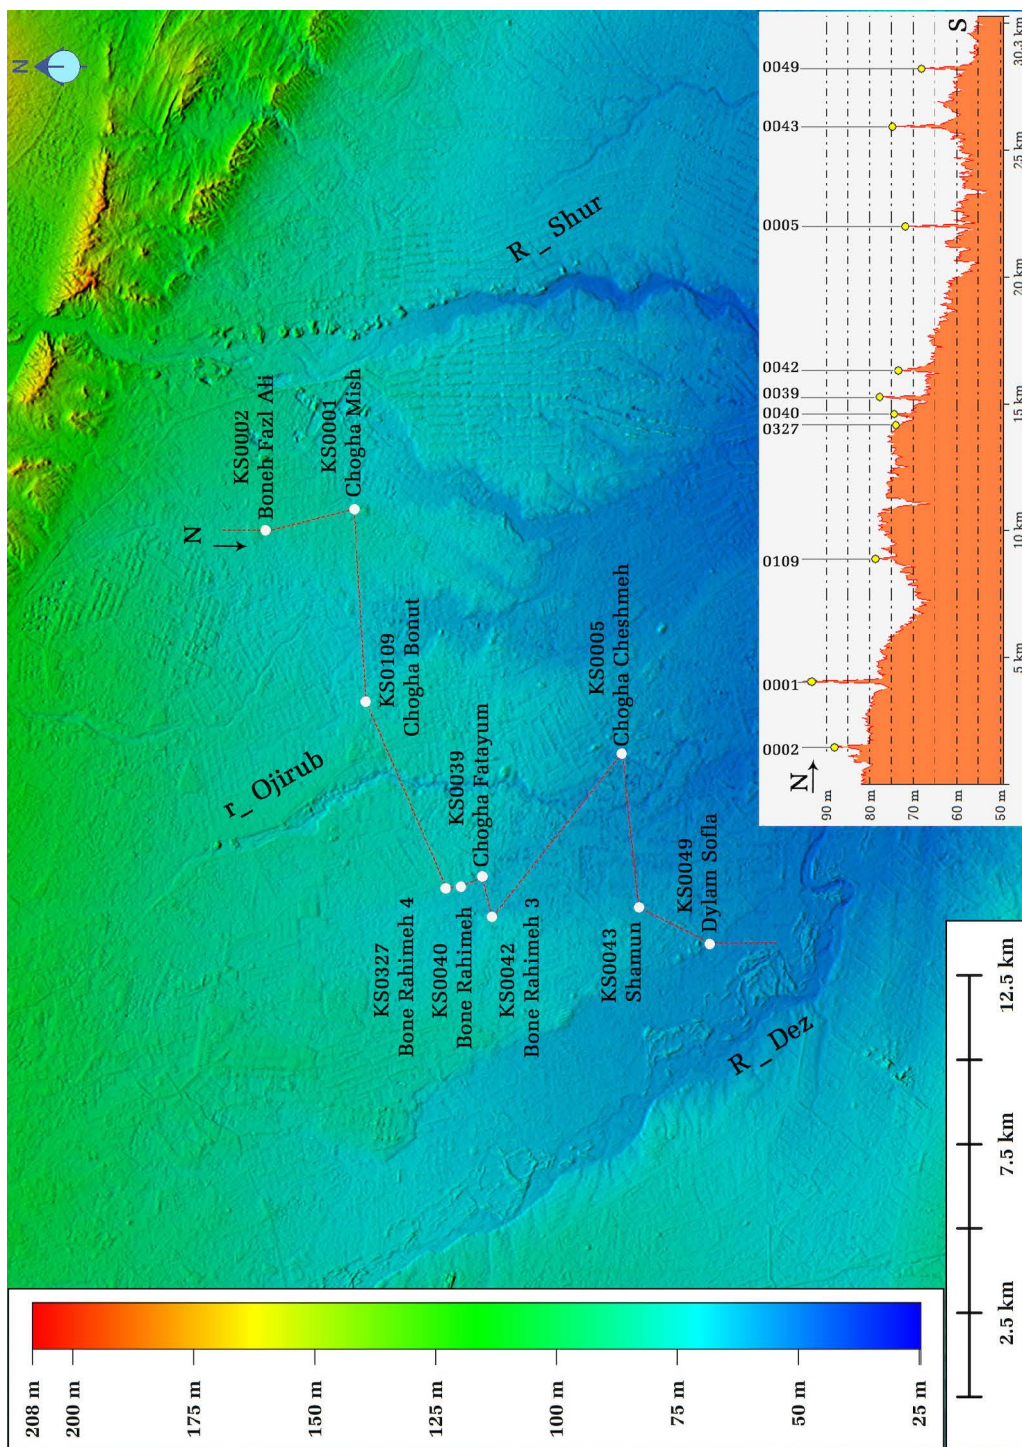 N
R_Shur
KS0002
Boneh Fazl Ali
KS0001
Chogha Mish
N
KS0109
Chogha Bonut
r_Ojirub
KS0039
Chogha Fatayum
KS0005
Chogha Cheshmeh
KS0327
Bone Rahimeh 4
KS0040
Bone Rahimeh
KS0042
Bone Rahimeh 3
KS0043
Shamun
KS0049
Dylam Sofla
R_Dez
0002
0001
0109
0327
0040
0039
0042
0005
0043
0049
N
S
90 m
80 m
70 m
60 m
50 m
5 km
10 km
15 km
20 km
25 km
30.3 km
2.5 km
7.5 km
12.5 km
208 m
200 m
175 m
150 m
125 m
100 m
75 m
50 m
25 m